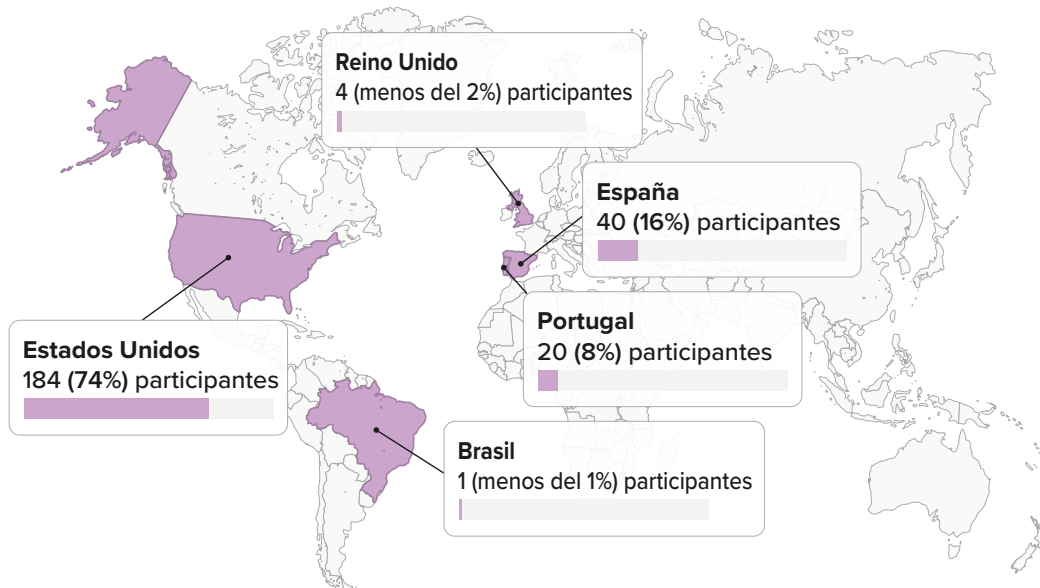 Reino Unido
4 (menos del 2%) participantes
España
40 (16%) participantes
Portugal
20 (8%) participantes
Estados Unidos
184 (74%) participantes
Brasil
1 (menos del 1%) participantes